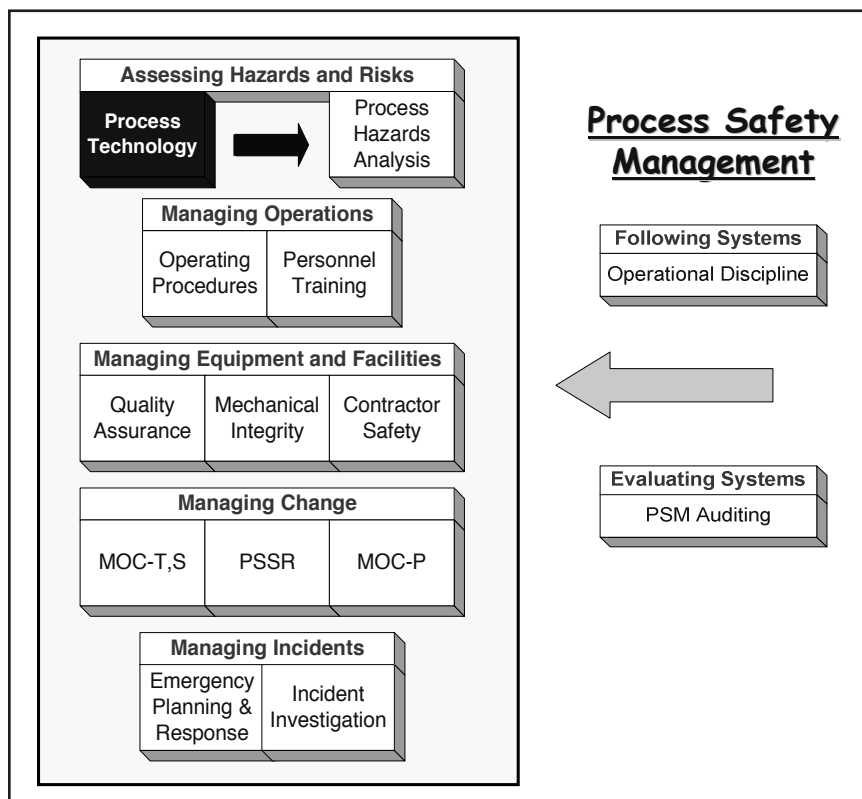 Assessing Hazards and Risks
Process
Technology
Process
Hazards
Analysis
Managing Operations
Operating
Procedures
Personnel
Training
Managing Equipment and Facilities
Quality
Assurance
Mechanical
Integrity
Contractor
Safety
Managing Change
MOC-T,S
PSSR
MOC-P
Managing Incidents
Emergency
Planning &
Response
Incident
Investigation
Process Safety
Management
Following Systems
Operational Discipline
Evaluating Systems
PSM Auditing